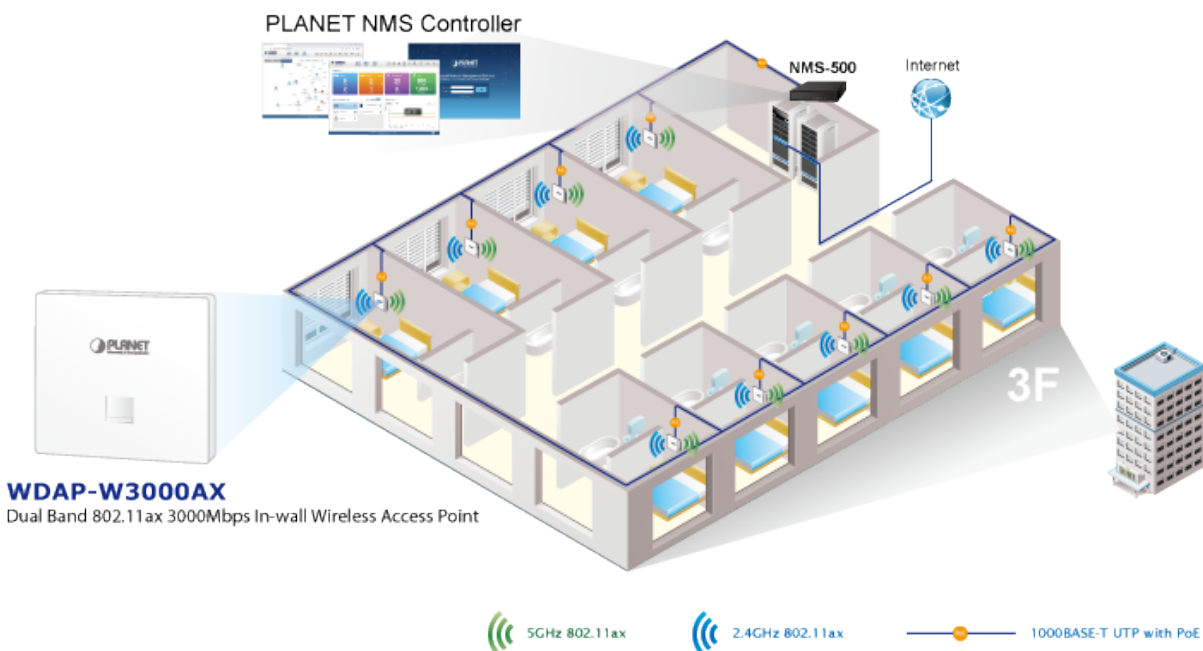 PLANET NMS Controller
NMS-500
Internet
PLANET
3F
WDAP-W3000AX
Dual Band 802.11ax 3000Mbps In-wall Wireless Access Point
5GHz 802.11ax
2.4GHz 802.11ax
1000BASE-T UTP with PoE